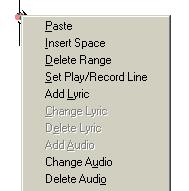 Paste
Insert Space
Delete Range
Set Play/Record Line
Add Lyric
Change Lyric
Delete Lyric
Add Audio
Change Audio
Delete Audio